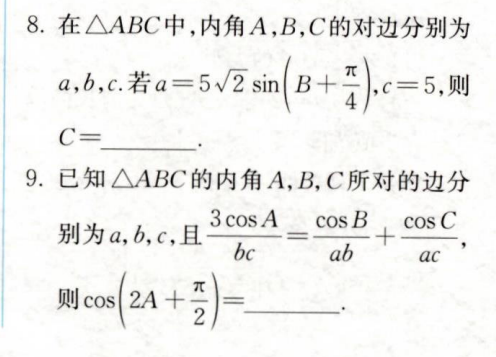 8. 在△ABC中,内角A,B,C的对边分别为
a,b,c.若a=5√2 sin(B+π/4),c=5,则
C=________.
9. 已知△ABC的内角A,B,C所对的边分
别为a,b,c,且3cosA/bc=cosB/ab+cosC/ac,
则cos(2A+π/2)=________.